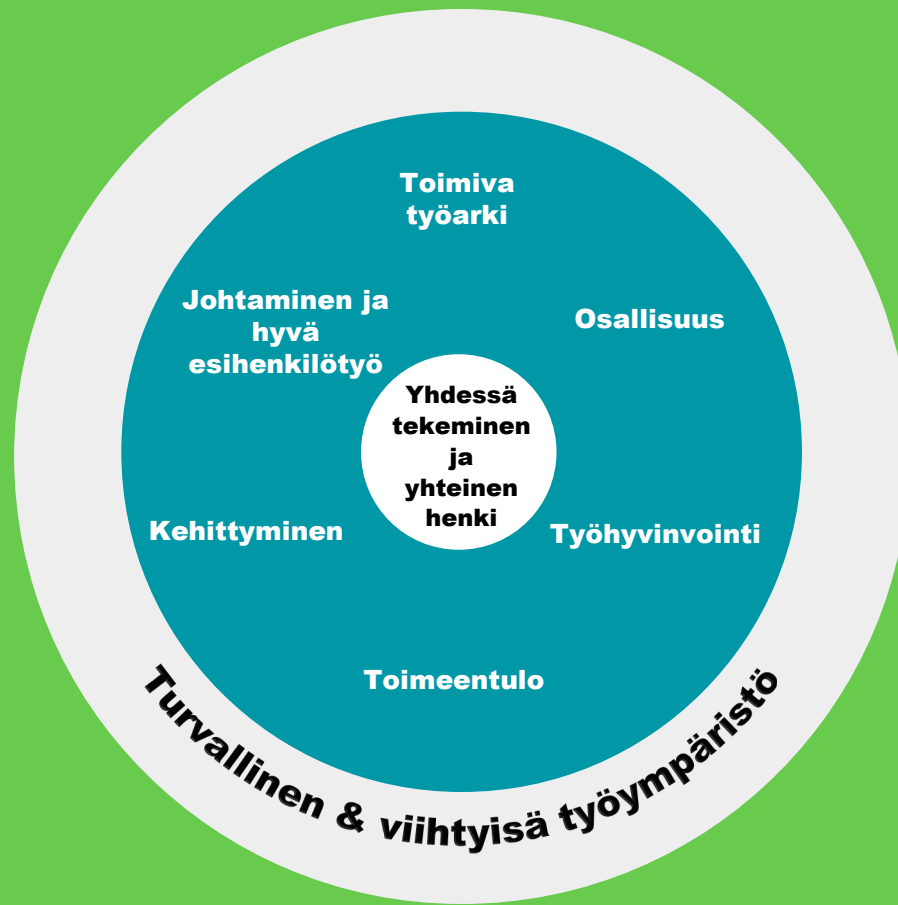 Toimiva
työarki
Johtaminen ja
hyvä
esihenkilötyö
Osallisuus
Yhdessä
tekeminen
ja
yhteinen
henki
Kehittyminen
Työhyvinvointi
Toimeentulo
Turvallinen & viihtyisä työympäristö